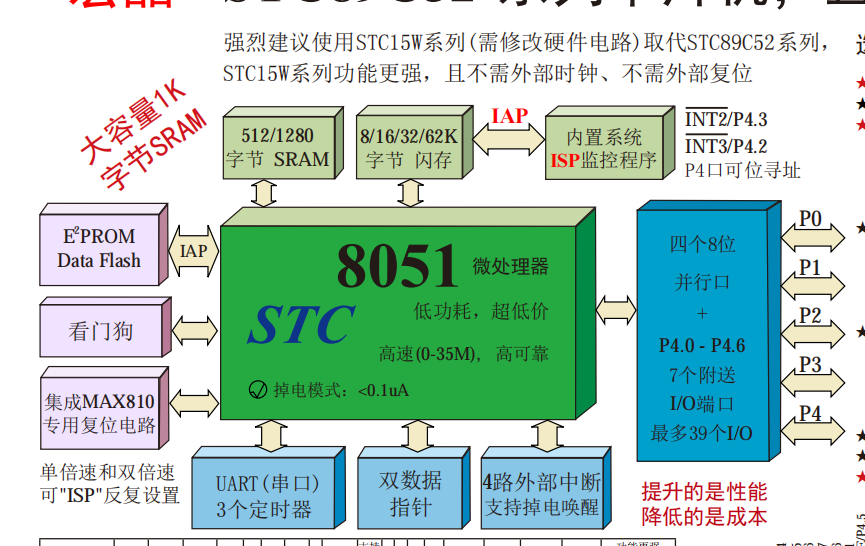 强烈建议使用STC15W系列(需修改硬件电路)取代STC89C52系列，
STC15W系列功能更强，且不需外部时钟、不需外部复位
大容量1K
字节SRAM
512/1280
字节 SRAM
8/16/32/62K
字节 闪存
IAP
内置系统
ISP监控程序
INT2/P4.3
INT3/P4.2
P4口可位寻址
E²PROM
Data Flash
IAP
看门狗
集成MAX810
专用复位电路
单倍速和双倍速
可"ISP"反复设置
8051 微处理器
STC
低功耗，超低价
高速(0-35M)，高可靠
掉电模式：<0.1uA
四个8位
并行口
+
P4.0 - P4.6
7个附送
I/O端口
最多39个I/O
P0
P1
P2
P3
P4
UART(串口)
3个定时器
双数据
指针
4路外部中断
支持掉电唤醒
提升的是性能
降低的是成本